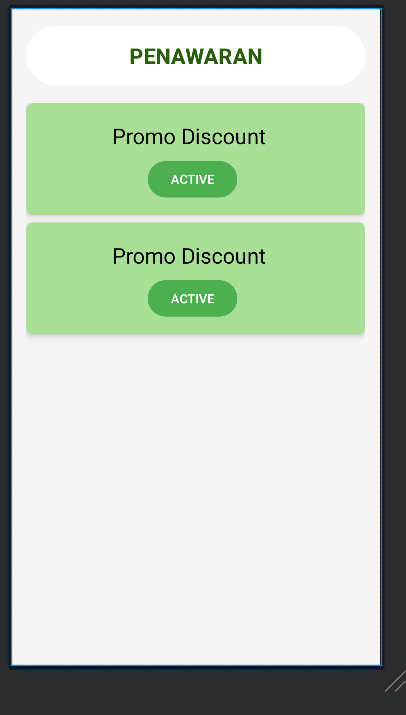 PENAWARAN
Promo Discount
ACTIVE
Promo Discount
ACTIVE